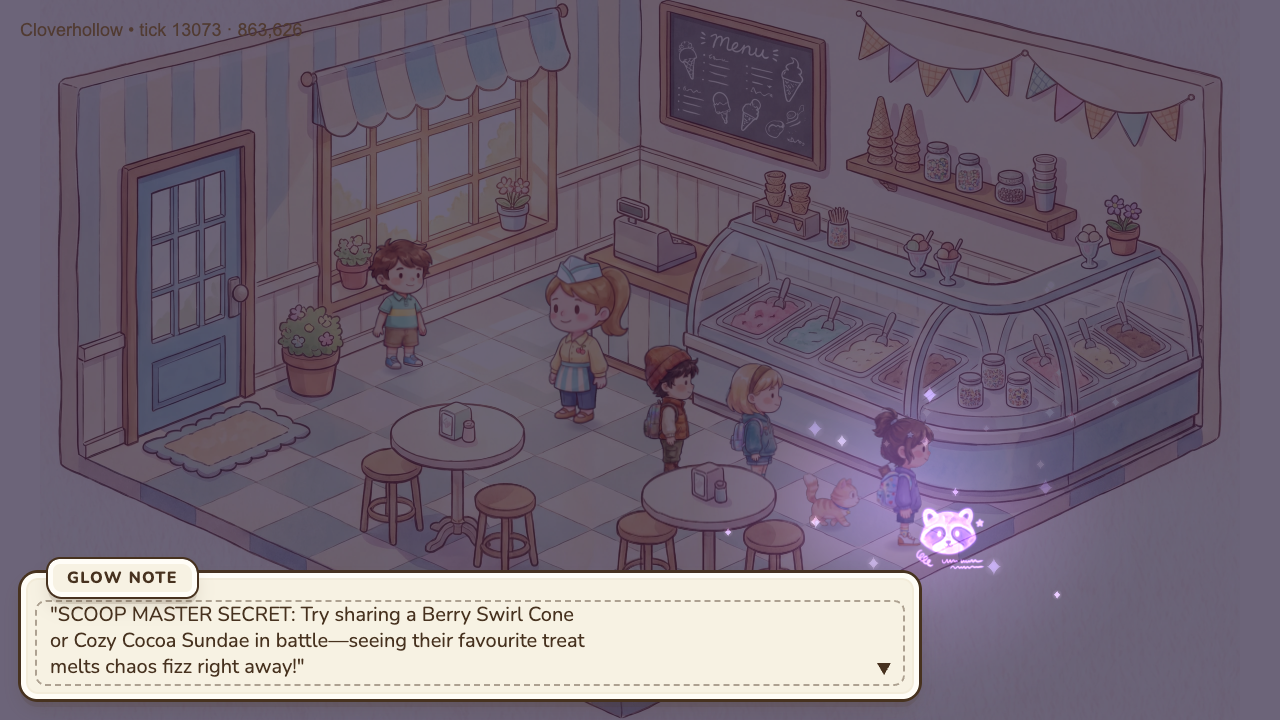 Cloverhollow • tick 13073 · 863,626
menu
GLOW NOTE
"SCOOP MASTER SECRET: Try sharing a Berry Swirl Cone
or Cozy Cocoa Sundae in battle—seeing their favourite treat
melts chaos fizz right away!"